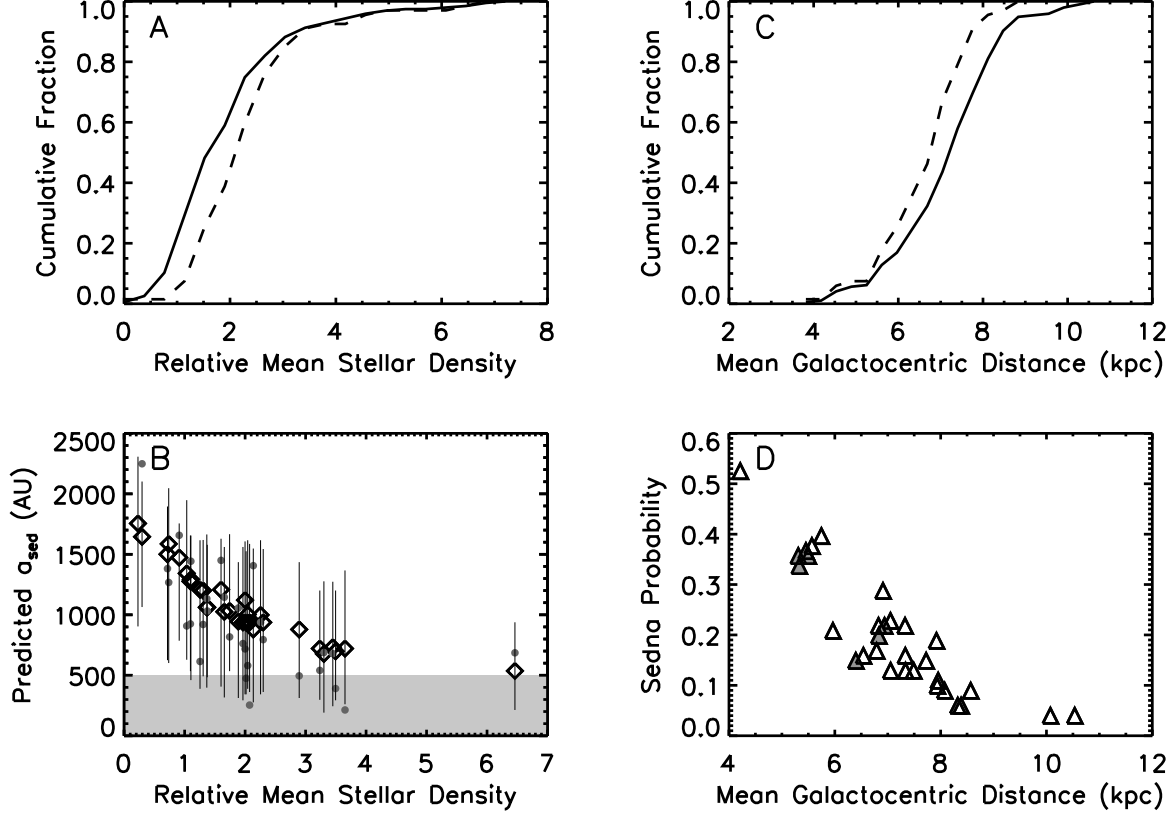 A
Cumulative Fraction
1.0
0.8
0.6
0.4
0.2
0.0
0 2 4 6 8
Relative Mean Stellar Density
C
Cumulative Fraction
1.0
0.8
0.6
0.4
0.2
0.0
2 4 6 8 10 12
Mean Galactocentric Distance (kpc)
B
Predicted a_sed (AU)
2500
2000
1500
1000
500
0
0 1 2 3 4 5 6 7
Relative Mean Stellar Density
D
Sedna Probability
0.6
0.5
0.4
0.3
0.2
0.1
0.0
4 6 8 10 12
Mean Galactocentric Distance (kpc)